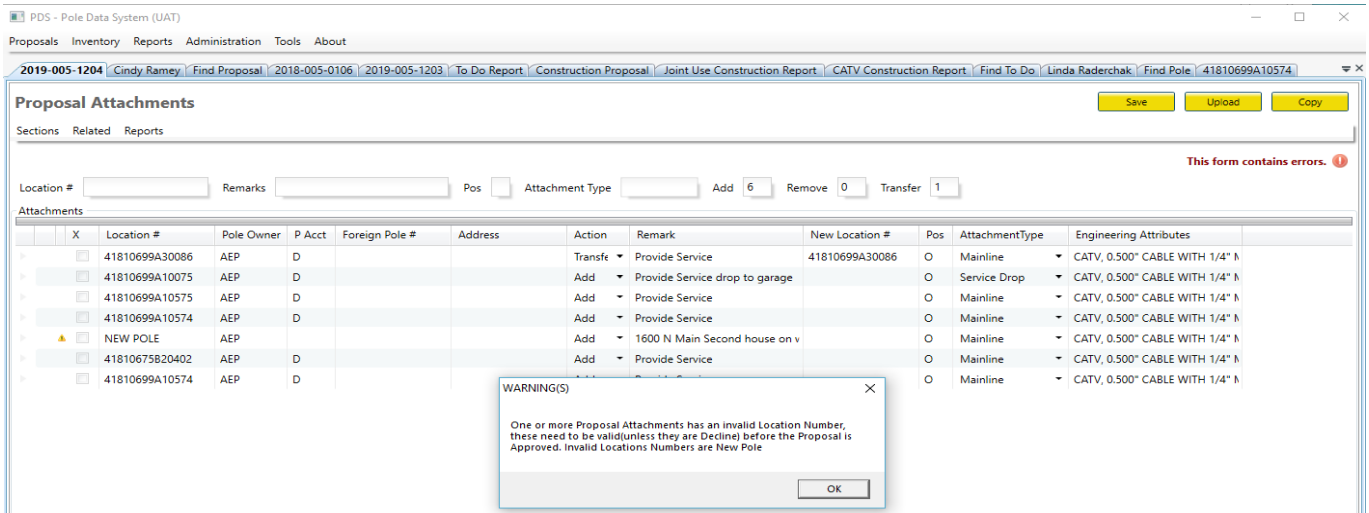 PDS - Pole Data System (UAT)
Proposals Inventory Reports Administration Tools About
2019-005-1204 Cindy Ramey Find Proposal 2018-005-0106 2019-005-1203 To Do Report Construction Proposal Joint Use Construction Report CATV Construction Report Find To Do Linda Raderchak Find Pole 41810699A10574
Proposal Attachments Save Upload Copy
Sections Related Reports
This form contains errors.
Location # Remarks Pos Attachment Type Add 6 Remove 0 Transfer 1
Attachments
X Location # Pole Owner P Acct Foreign Pole # Address Action Remark New Location # Pos AttachmentType Engineering Attributes
41810699A30086 AEP D Transfe Provide Service 41810699A30086 O Mainline CATV, 0.500" CABLE WITH 1/4" M
41810699A10075 AEP D Add Provide Service drop to garage O Service Drop CATV, 0.500" CABLE WITH 1/4" M
41810699A10575 AEP D Add Provide Service O Mainline CATV, 0.500" CABLE WITH 1/4" M
41810699A10574 AEP D Add Provide Service O Mainline CATV, 0.500" CABLE WITH 1/4" M
NEW POLE AEP Add 1600 N Main Second house on v O Mainline CATV, 0.500" CABLE WITH 1/4" M
41810675B20402 AEP D Add Provide Service O Mainline CATV, 0.500" CABLE WITH 1/4" M
41810699A10574 AEP D O Mainline CATV, 0.500" CABLE WITH 1/4" M
WARNING(S)
One or more Proposal Attachments has an invalid Location Number,
these need to be valid(unless they are Decline) before the Proposal is
Approved. Invalid Locations Numbers are New Pole
OK